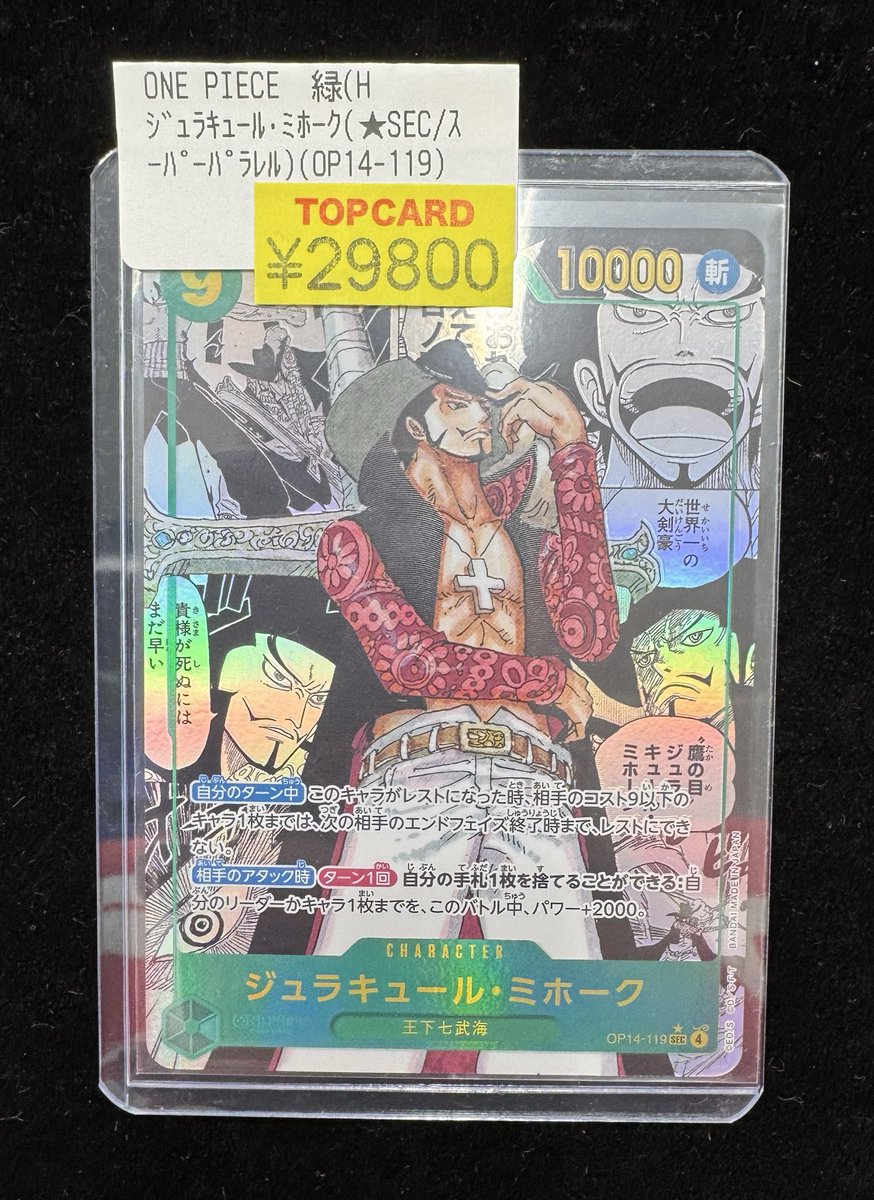 ONE PIECE 緑(H
ｼﾞｭﾗｷｭｰﾙ・ﾐﾎｰｸ(★SEC/ｽ
ｰﾊﾟｰﾊﾟﾗﾚﾙ)(OP14-119)
TOPCARD
¥29800
9
10000
斬
世界一の
大剣豪
貴様が死ぬには
まだ早い
鷹の目
ジュラ
キュール・
ミホーク
自分のターン中 このキャラがレストになった時、相手のコスト9以下の
キャラ1枚までは、次の相手のエンドフェイズ終了時まで、レストにでき
ない。
相手のアタック時 ターン1回 自分の手札1枚を捨てることができる:自
分のリーダーかキャラ1枚までを、このバトル中、パワー+2000。
CHARACTER
ジュラキュール・ミホーク
王下七武海
OP14-119 SEC 4
BANDAI MADE IN JAPAN